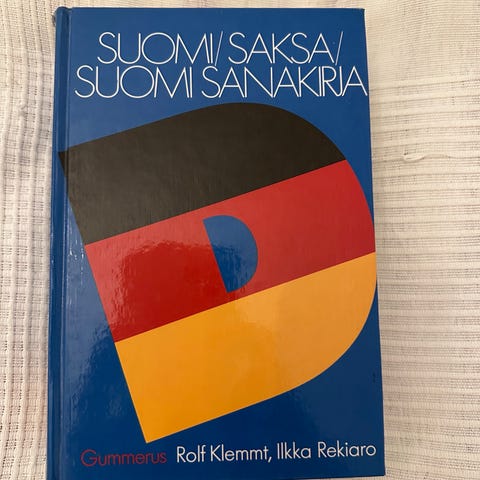 SUOMI/SAKSA/
SUOMI SANAKIRJA
Gummerus Rolf Klemmt, Ilkka Rekiaro